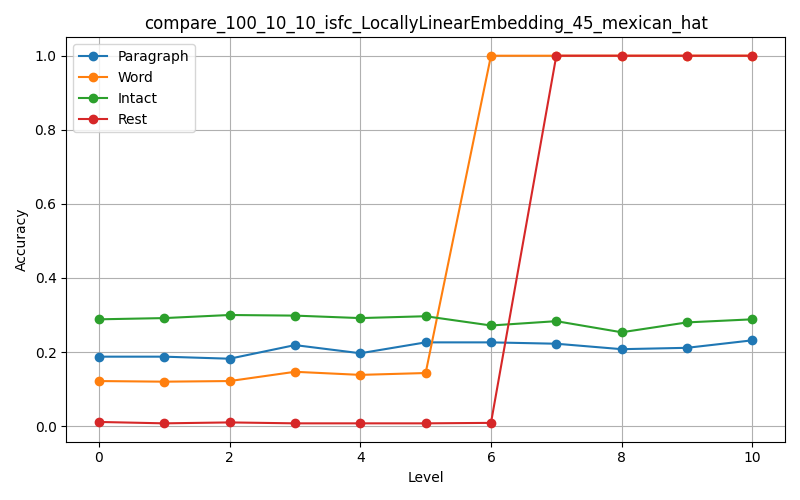 compare_100_10_10_isfc_LocallyLinearEmbedding_45_mexican_hat
Paragraph
Word
Intact
Rest
Accuracy
1.0
0.8
0.6
0.4
0.2
0.0
0 2 4 6 8 10
Level